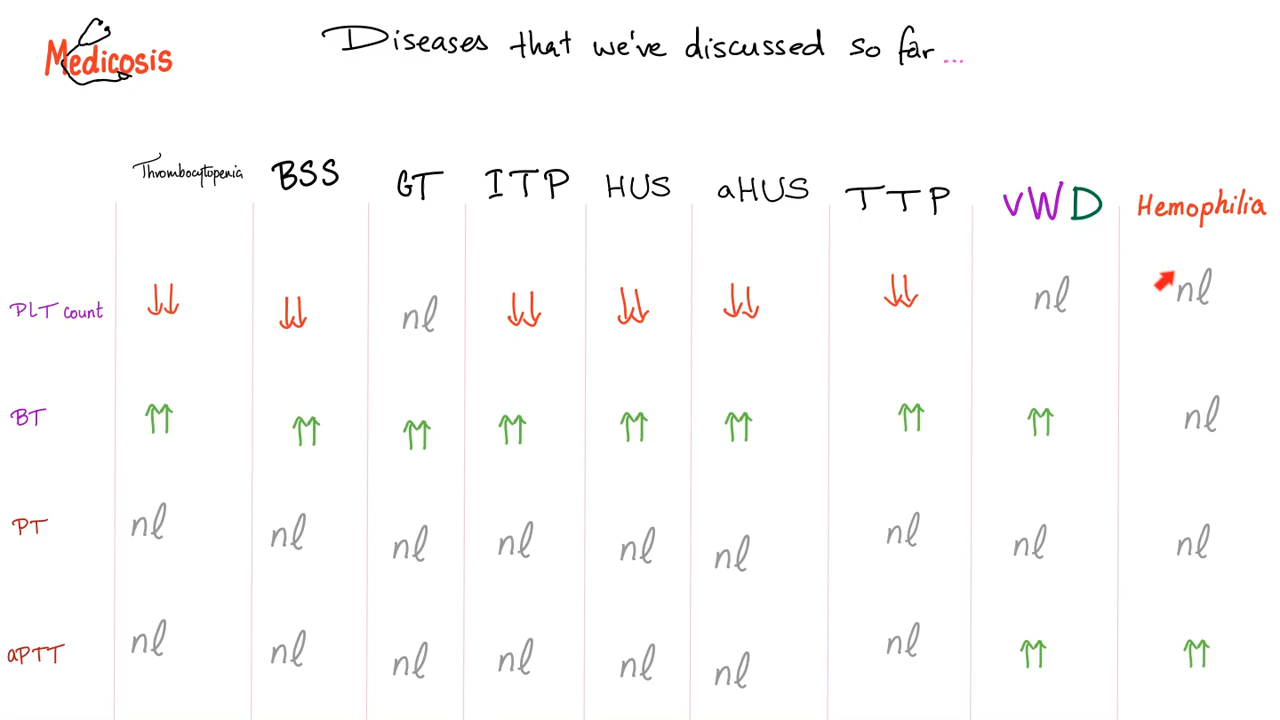 Medicosis
Diseases that we've discussed so far ...
Thrombocytopenia BSS GT ITP HUS aHUS TTP vWD Hemophilia
PLT count ↓↓ ↓↓ nl ↓↓ ↓↓ ↓↓ ↓↓ nl nl
BT ↑↑ ↑↑ ↑↑ ↑↑ ↑↑ ↑↑ ↑↑ ↑↑ nl
PT nl nl nl nl nl nl nl nl nl
aPTT nl nl nl nl nl nl nl ↑↑ ↑↑